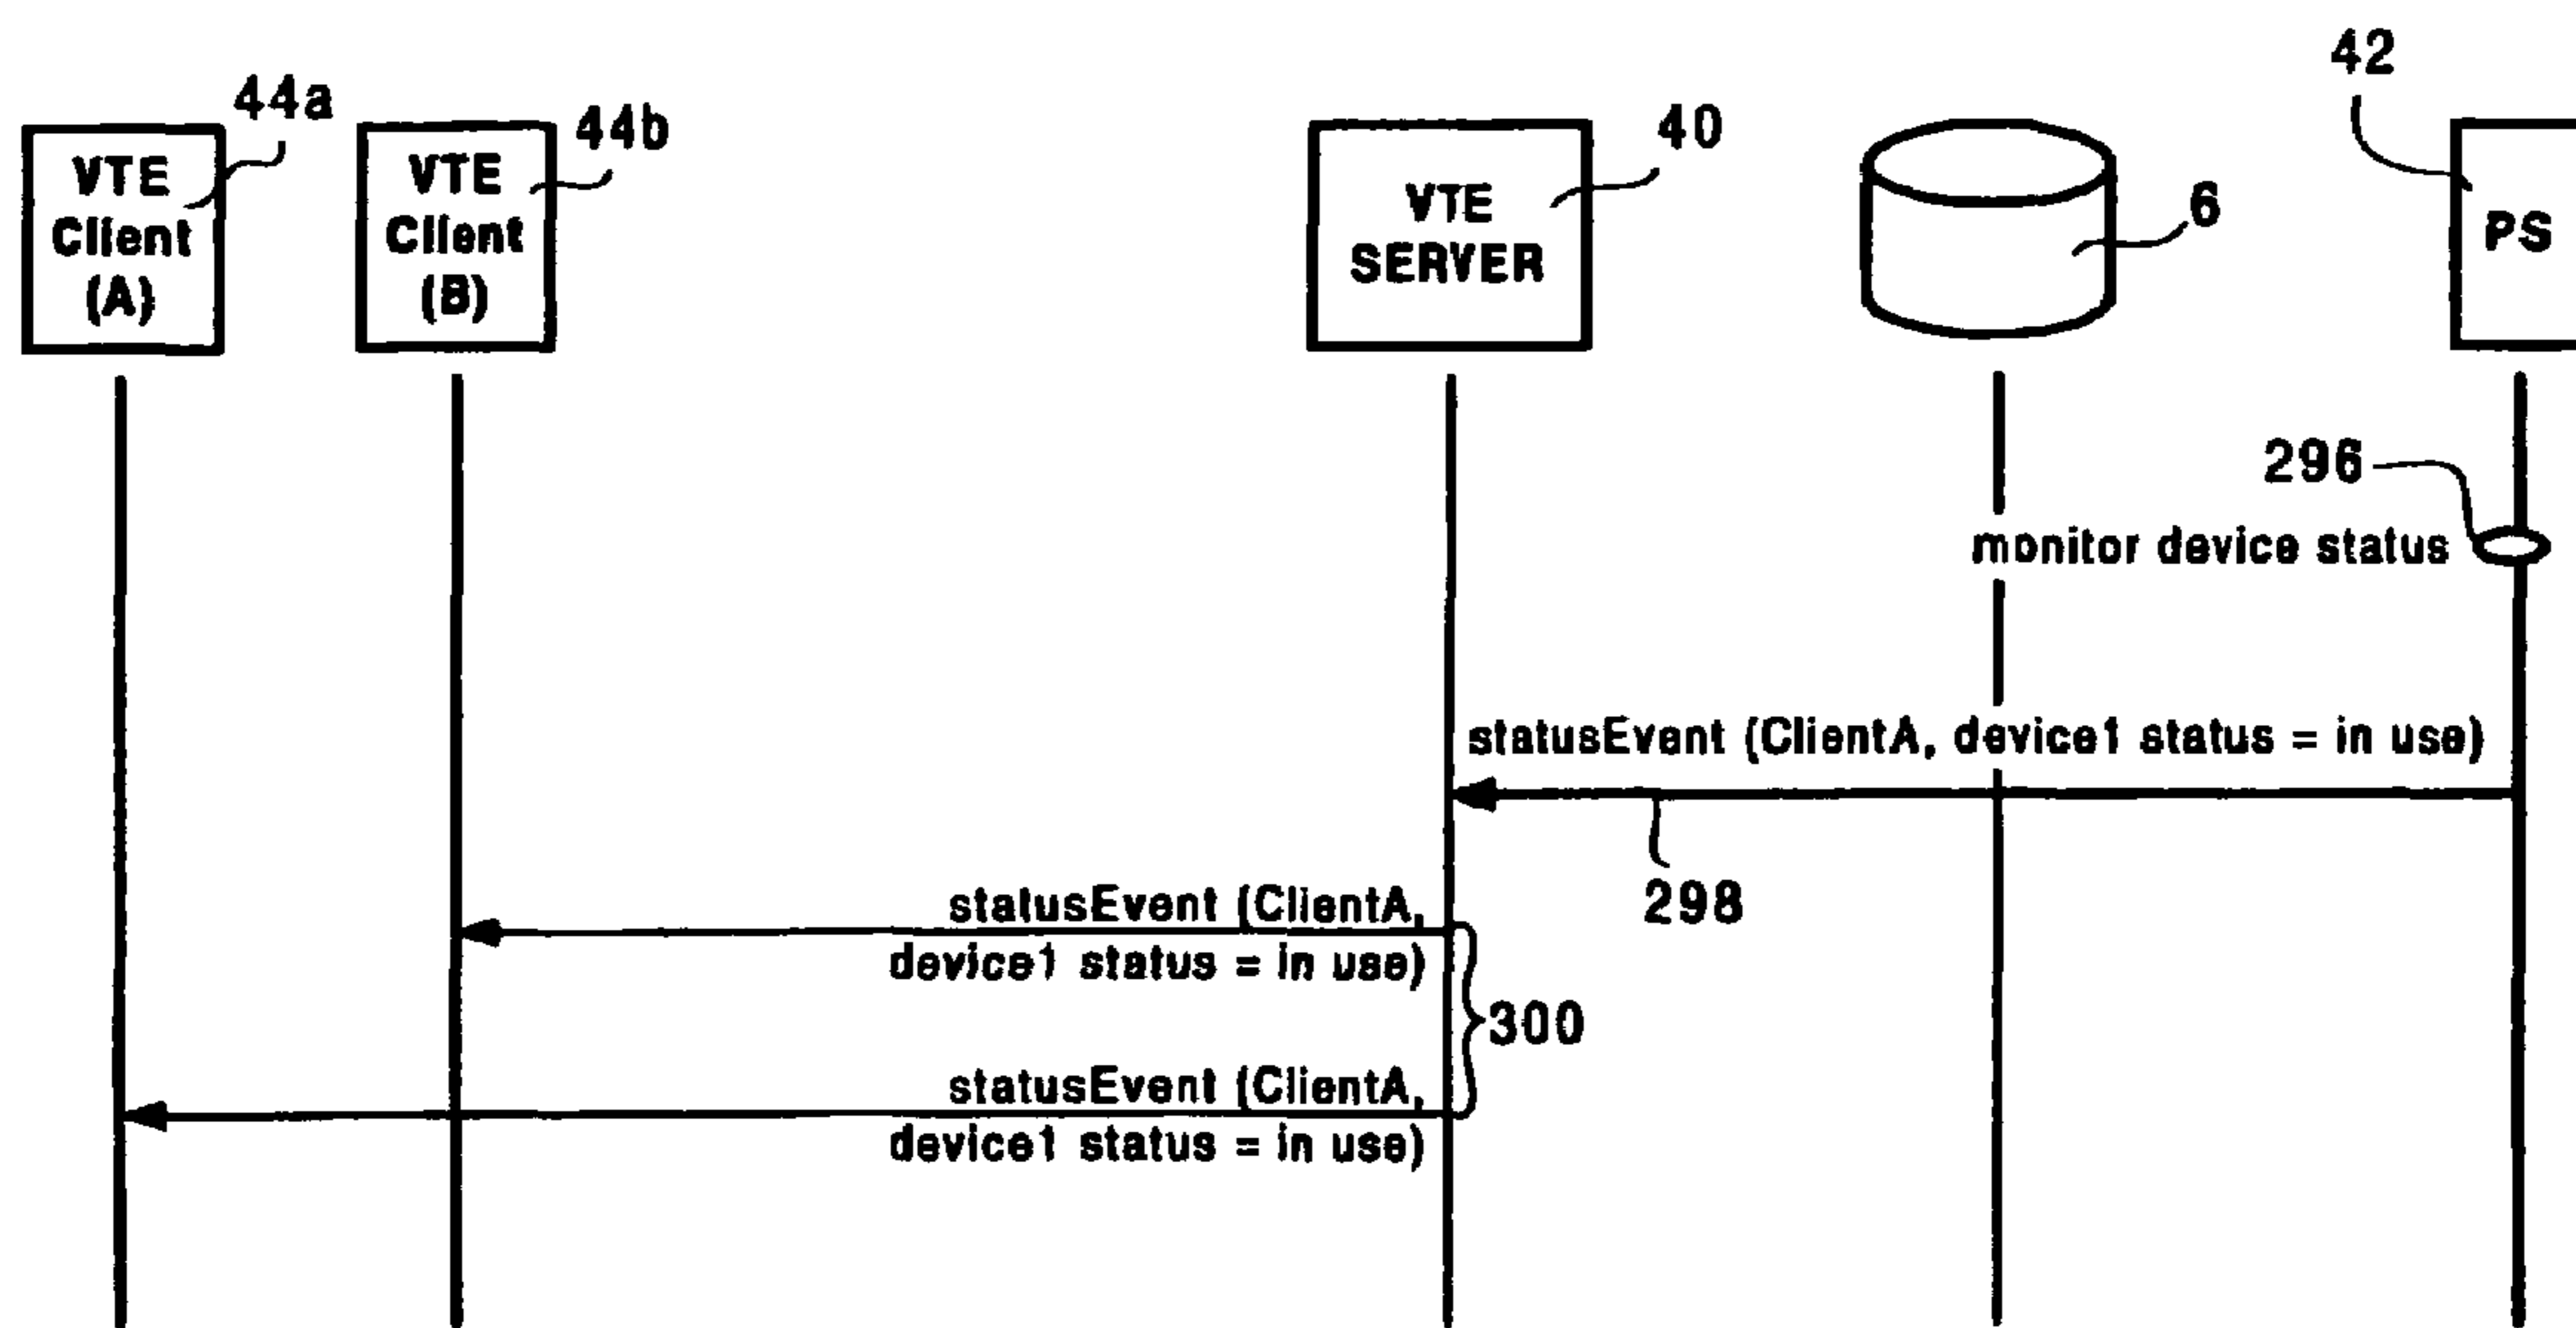 42
44a
44b
40
6
VTE
Client
(A)
VTE
Client
(B)
VTE
SERVER
PS
296
monitor device status
statusEvent (ClientA, device1 status = in use)
298
statusEvent (ClientA,
device1 status = in use)
300
statusEvent (ClientA,
device1 status = in use)